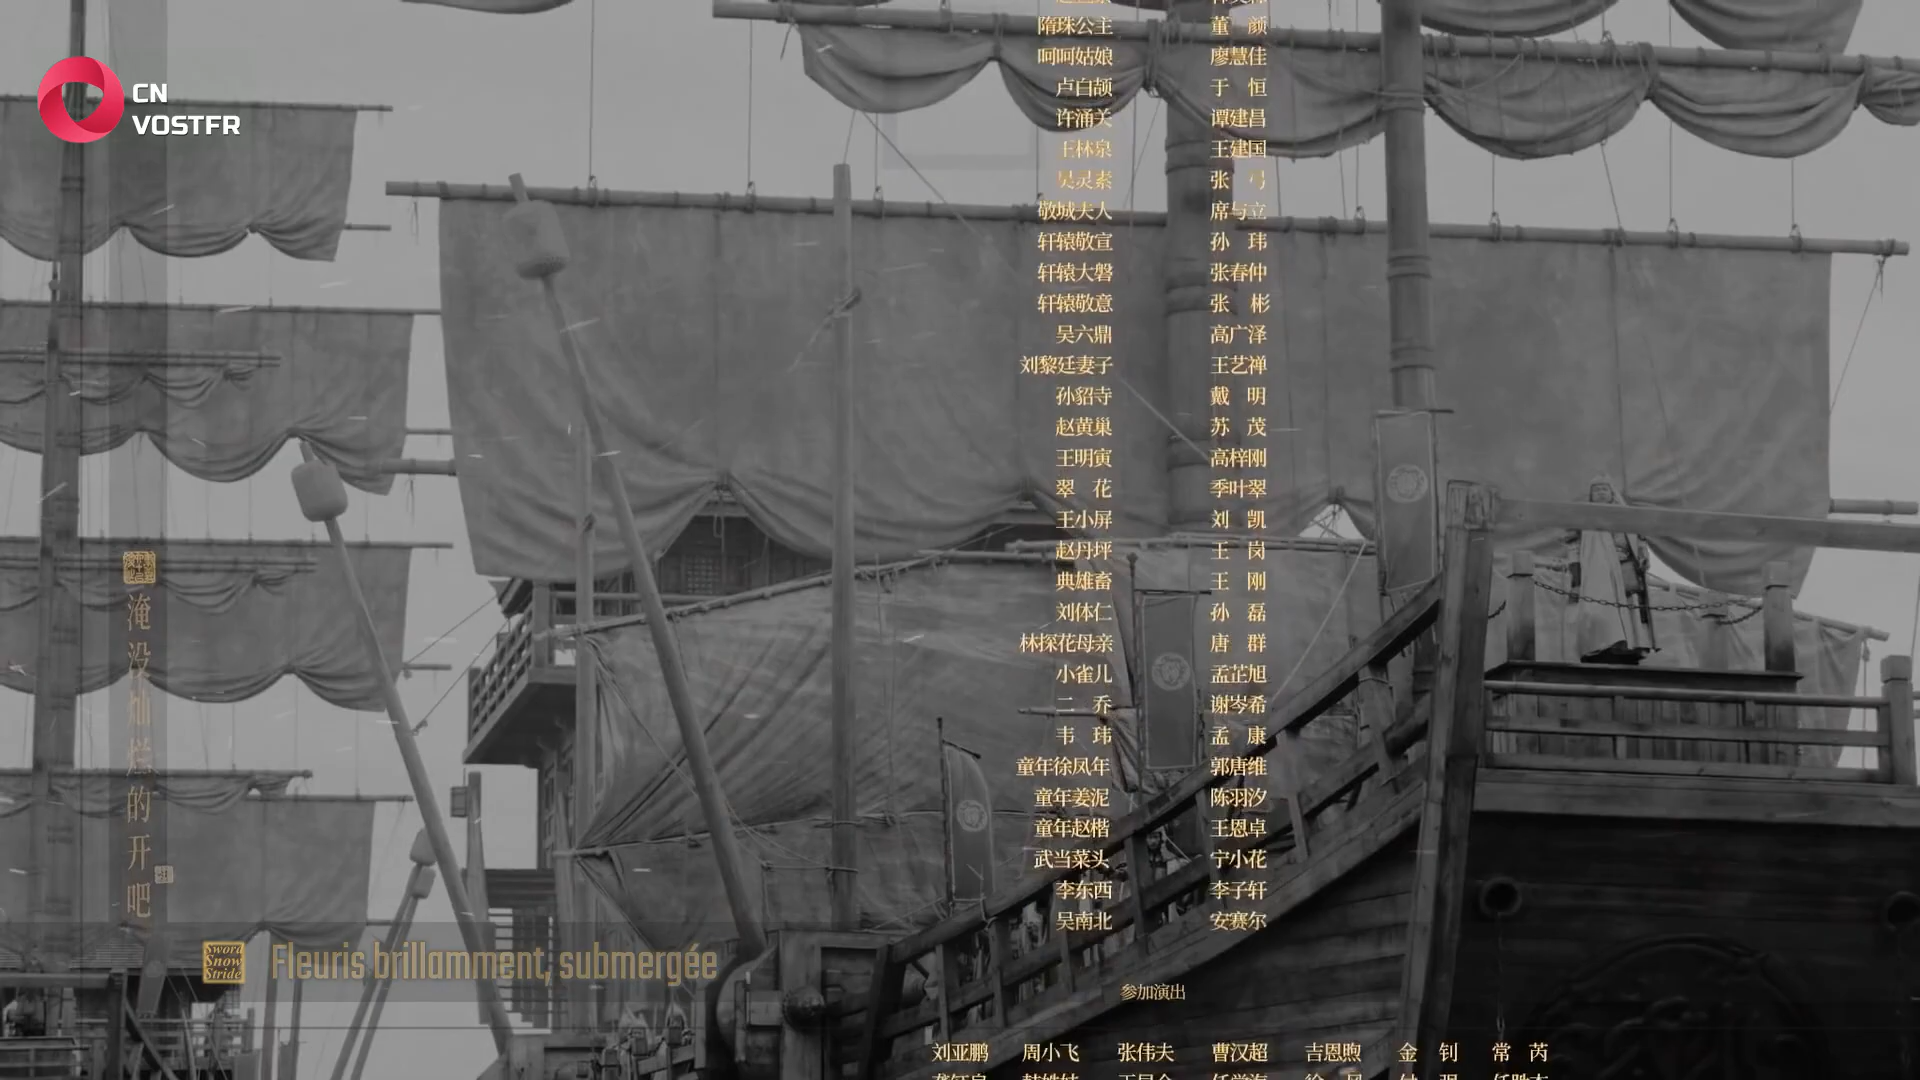 CN
VOSTFR
隋珠公主 董 颜
呵呵姑娘 廖慧佳
卢白颉 于 恒
许涌关 谭建昌
王林泉 王建国
吴灵素 张 弓
敬城夫人 席与立
轩辕敬宣 孙 玮
轩辕大磐 张春仲
轩辕敬意 张 彬
吴六鼎 高广泽
刘黎廷妻子 王艺禅
孙貂寺 戴 明
赵黄巢 苏 茂
王明寅 高梓刚
翠 花 季叶翠
王小屏 刘 凯
赵丹坪 王 岗
典雄畜 王 刚
刘体仁 孙 磊
林探花母亲 唐 群
小雀儿 孟芷旭
二 乔 谢岑希
韦 玮 孟 康
童年徐凤年 郭唐维
童年姜泥 陈羽汐
童年赵楷 王恩卓
武当菜头 宁小花
李东西 李子轩
吴南北 安赛尔
淹没灿烂的开吧
Sword
Snow
Stride
Fleuris brillamment, submergée
参加演出
刘亚鹏 周小飞 张伟夫 曹汉超 吉恩煦 金 钊 常 芮